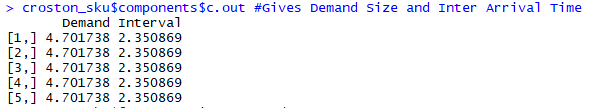 > croston_sku$components$c.out #Gives Demand Size and Inter Arrival Time
Demand Interval
[1,] 4.701738 2.350869
[2,] 4.701738 2.350869
[3,] 4.701738 2.350869
[4,] 4.701738 2.350869
[5,] 4.701738 2.350869